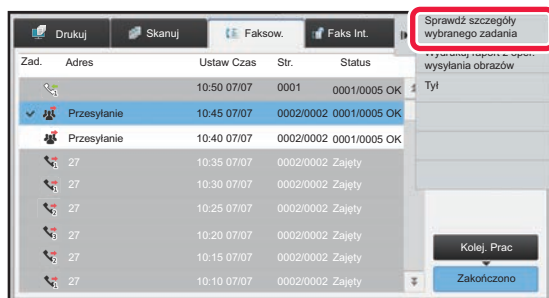 Drukuj
Skanuj
Faksow.
Faks Int.
Sprawdź szczegóły
wybranego zadania
wysyłania obrazów
Tył
Zad. Adres Ustaw Czas Str. Status
10:50 07/07 0001 0001/0005 OK
Przesyłanie 10:45 07/07 0002/0002 0001/0005 OK
Przesyłanie 10:40 07/07 0002/0002 0001/0005 OK
27 10:35 07/07 0002/0002 Zajęty
27 10:30 07/07 0002/0002 Zajęty
27 10:25 07/07 0002/0002 Zajęty
27 10:20 07/07 0002/0002 Zajęty
27 10:15 07/07 0002/0002 Zajęty
27 10:10 07/07 0002/0002 Zajęty
Kolej. Prac
Zakończono